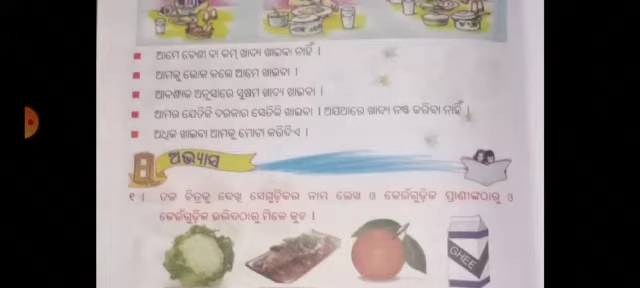 ଆମେ ବେଶୀ ବା କମ୍ ଖାଦ୍ୟ ଖାଇବା ନାହିଁ ।
ଆମକୁ ଭୋକ କଲେ ଆମେ ଖାଇବା ।
ଆବଶ୍ୟକ ଅନୁସାରେ ସୁଷମ ଖାଦ୍ୟ ଖାଇବା ।
ଆମର ଯେତିକି ଦରକାର ସେତିକି ଖାଇବା । ଅଯଥାରେ ଖାଦ୍ୟ ନଷ୍ଟ କରିବା ନାହିଁ ।
ଅଧିକ ଖାଇବା ଆମକୁ ମୋଟା କରିଦିଏ ।
ଅଭ୍ୟାସ
୧ । ତଳ ଚିତ୍ରକୁ ଦେଖି ସେଗୁଡ଼ିକର ନାମ ଲେଖ ଓ କେଉଁଗୁଡ଼ିକ ପ୍ରାଣୀଙ୍କଠାରୁ ଓ
କେଉଁଗୁଡ଼ିକ ଉଦ୍ଭିଦଠାରୁ ମିଳେ କୁହ ।
GHEE